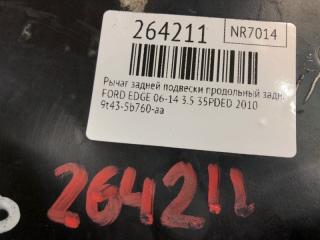 264211
NR7014
Рычаг задней подвески продольный задн
FORD EDGE 06-14 3.5 35PDED 2010
9t43-5b760-aa
264211